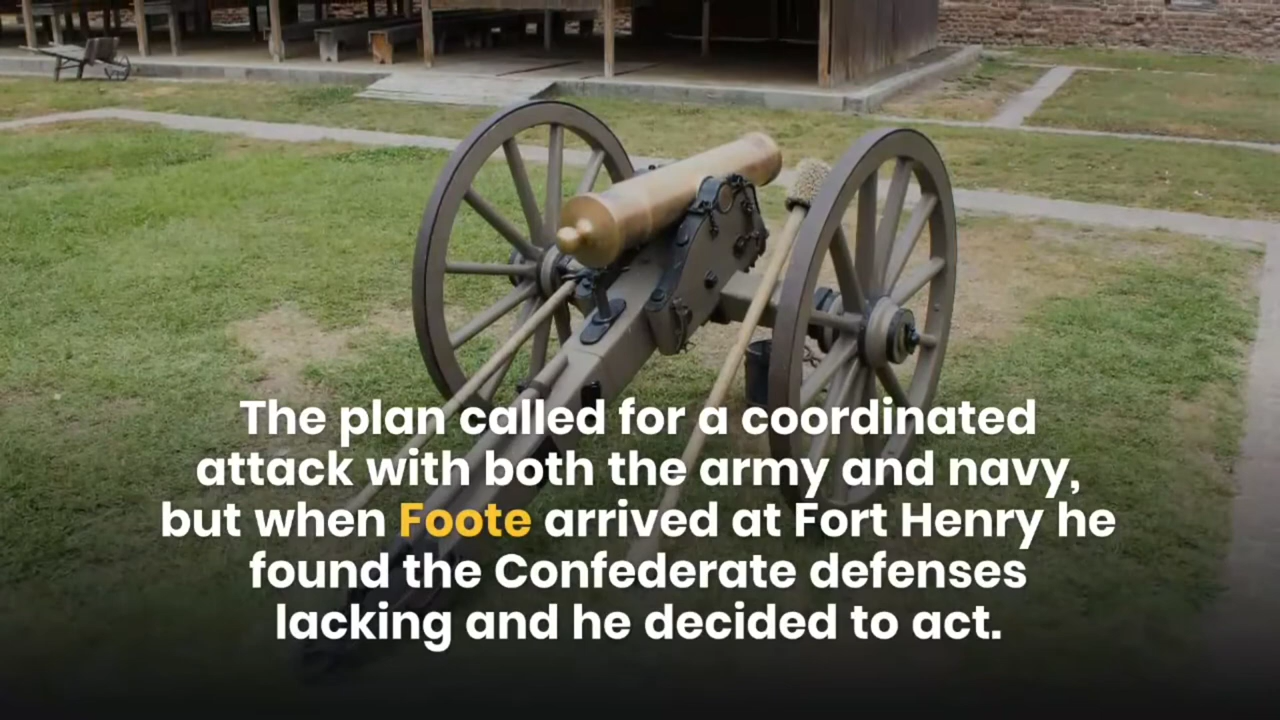 The plan called for a coordinated
attack with both the army and navy,
but when Foote arrived at Fort Henry he
found the Confederate defenses
lacking and he decided to act.